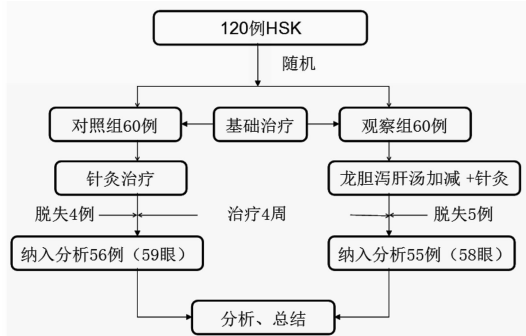 120例HSK
随机
对照组60例
基础治疗
观察组60例
针灸治疗
龙胆泻肝汤加减 +针灸
脱失4例
治疗4周
脱失5例
纳入分析56例（59眼）
纳入分析55例（58眼）
分析、总结